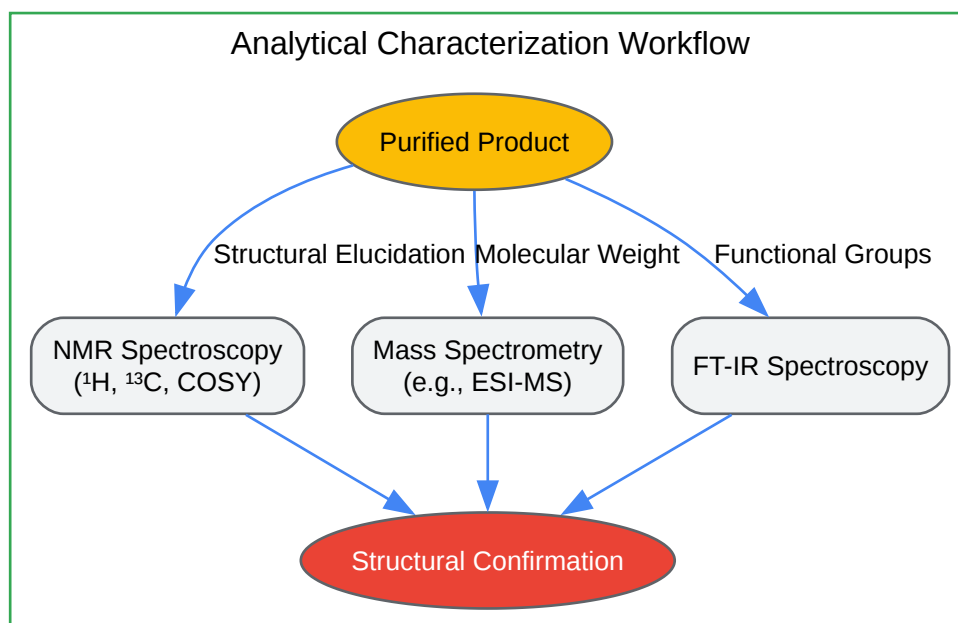 Analytical Characterization Workflow
Purified Product
Structural Elucidation
Molecular Weight
Functional Groups
NMR Spectroscopy
(¹H, ¹³C, COSY)
Mass Spectrometry
(e.g., ESI-MS)
FT-IR Spectroscopy
Structural Confirmation